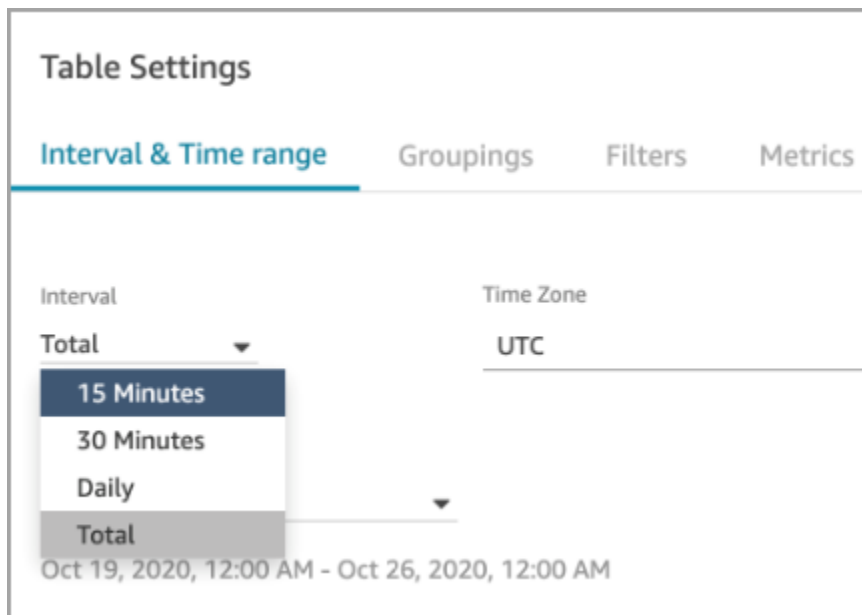 Table Settings
Interval & Time range Groupings Filters Metrics
Interval Time Zone
Total UTC
15 Minutes
30 Minutes
Daily
Total
Oct 19, 2020, 12:00 AM - Oct 26, 2020, 12:00 AM